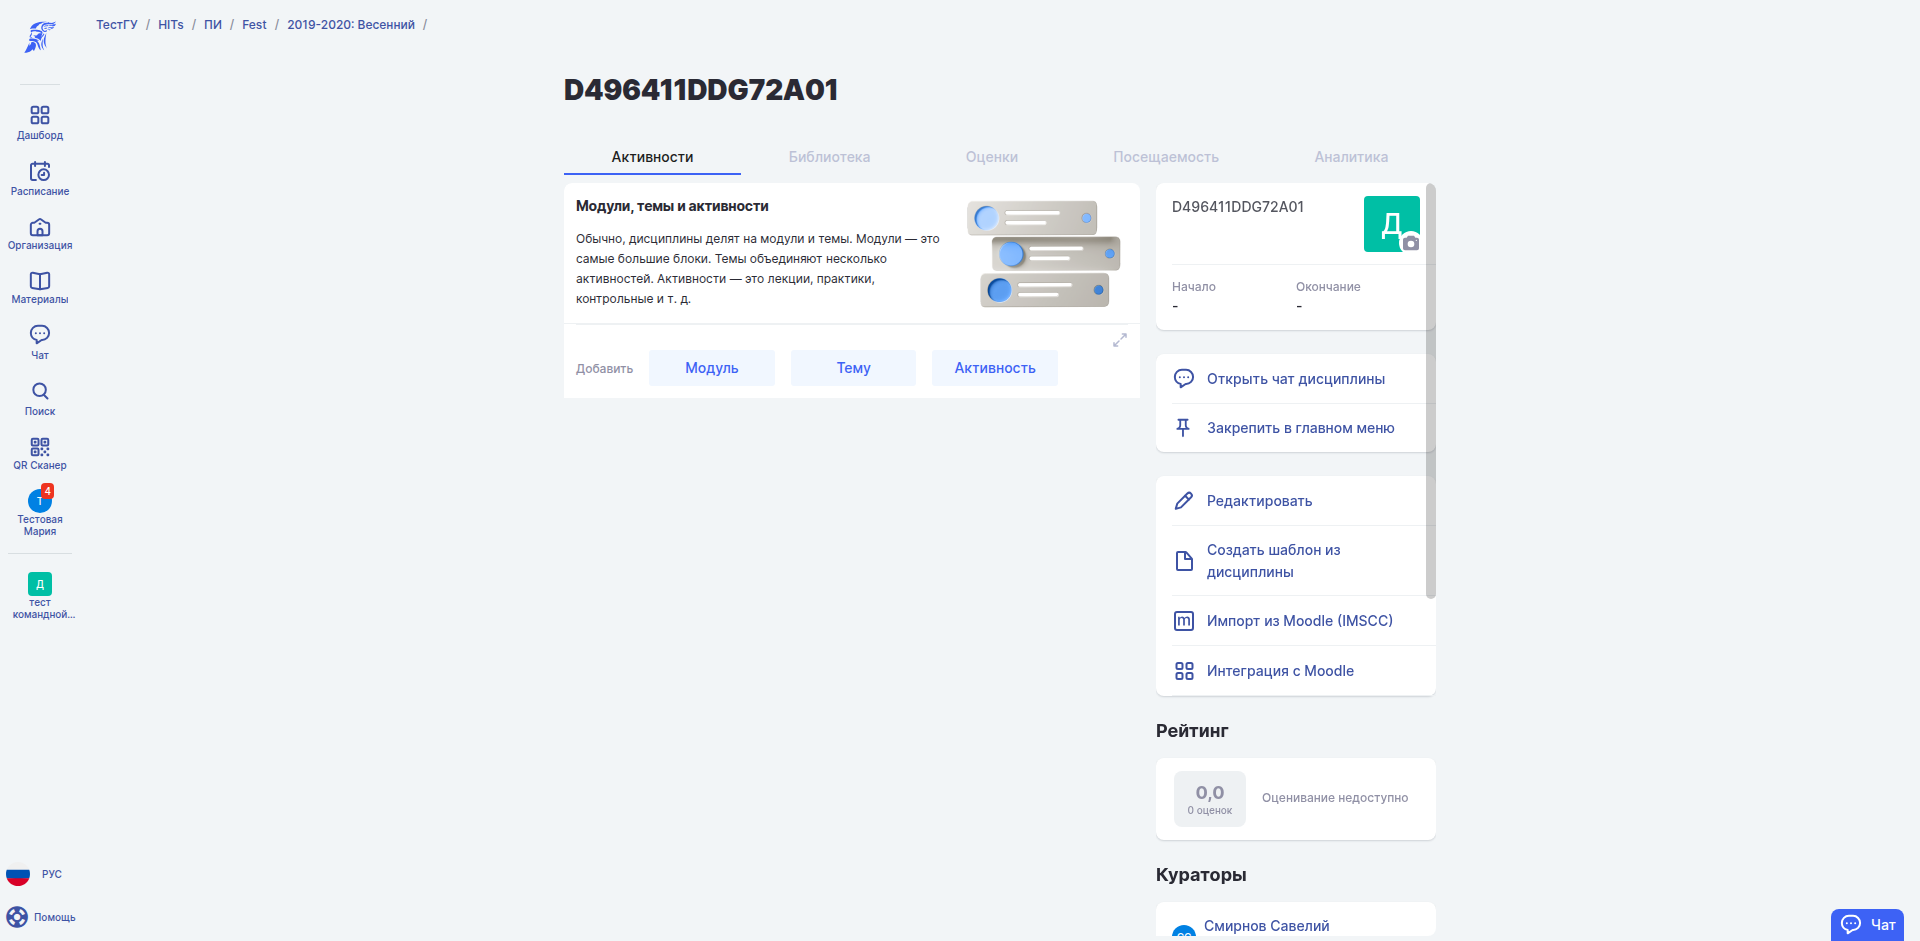 ТестГУ / HITs / ПИ / Fest / 2019-2020: Весенний /
Дашборд
Расписание
Организация
Материалы
Чат
Поиск
QR Сканер
Т 4
Тестовая
Мария
Д
тест
командной...
РУС
Помощь
D496411DDG72A01
Активности Библиотека Оценки Посещаемость Аналитика
Модули, темы и активности
Обычно, дисциплины делят на модули и темы. Модули — это
самые большие блоки. Темы объединяют несколько
активностей. Активности — это лекции, практики,
контрольные и т. д.
Добавить Модуль Тему Активность
D496411DDG72A01
Д
Начало Окончание
- -
Открыть чат дисциплины
Закрепить в главном меню
Редактировать
Создать шаблон из
дисциплины
m Импорт из Moodle (IMSCC)
Интеграция с Moodle
Рейтинг
0,0
0 оценок
Оценивание недоступно
Кураторы
Смирнов Савелий
Чат